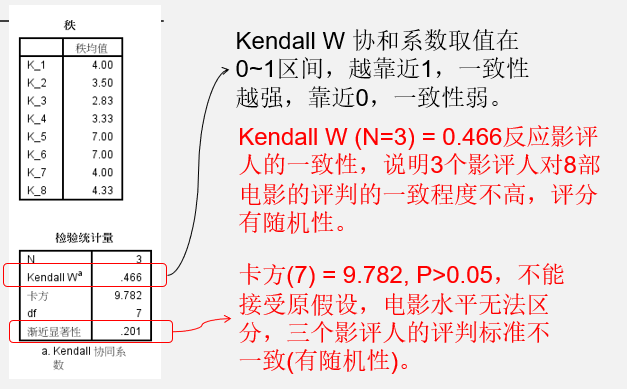 秩
秩均值
K_1 4.00
K_2 3.50
K_3 2.83
K_4 3.33
K_5 7.00
K_6 7.00
K_7 4.00
K_8 4.33
检验统计量
N 3
Kendall Wa .466
卡方 9.782
df 7
渐近显著性 .201
a. Kendall 协同系
数
Kendall W 协和系数取值在
0~1区间，越靠近1，一致性
越强，靠近0，一致性弱。
Kendall W (N=3) = 0.466反应影评
人的一致性，说明3个影评人对8部
电影的评判的一致程度不高，评分
有随机性。
卡方(7) = 9.782, P>0.05，不能
接受原假设，电影水平无法区
分，三个影评人的评判标准不
一致(有随机性)。